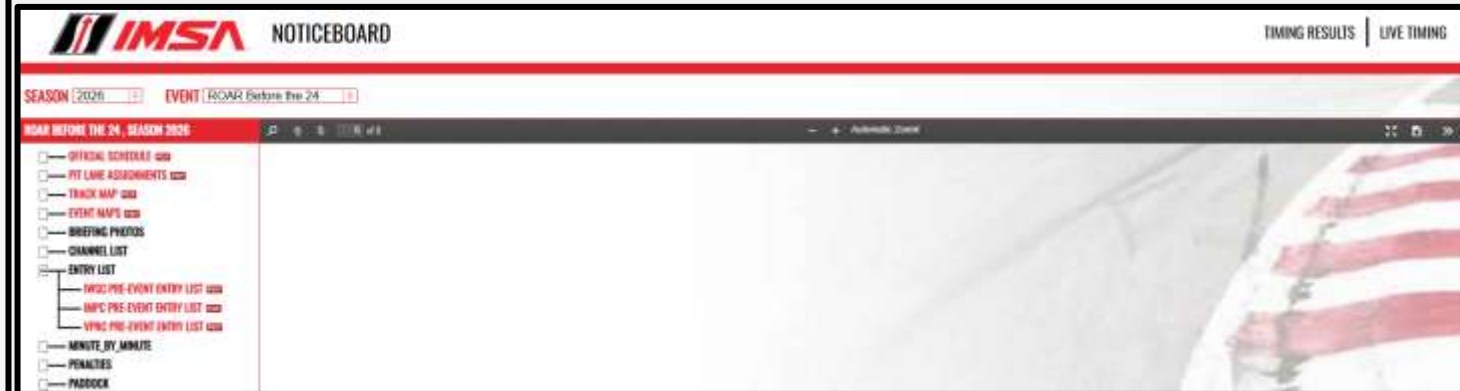 IMSA NOTICEBOARD TIMING RESULTS LIVE TIMING
SEASON 2026 EVENT ROAR Before the 24
ROAR BEFORE THE 24 , SEASON 2026 Automatic Zoom
OFFICIAL SCHEDULE
PIT LANE ASSIGNMENTS
TRACK MAP
EVENT MAPS
BRIEFING PHOTOS
CHANNEL LIST
ENTRY LIST
IWSC PRE-EVENT ENTRY LIST
IMPC PRE-EVENT ENTRY LIST
VPRC PRE-EVENT ENTRY LIST
MINUTE_BY_MINUTE
PENALTIES
PADDOCK